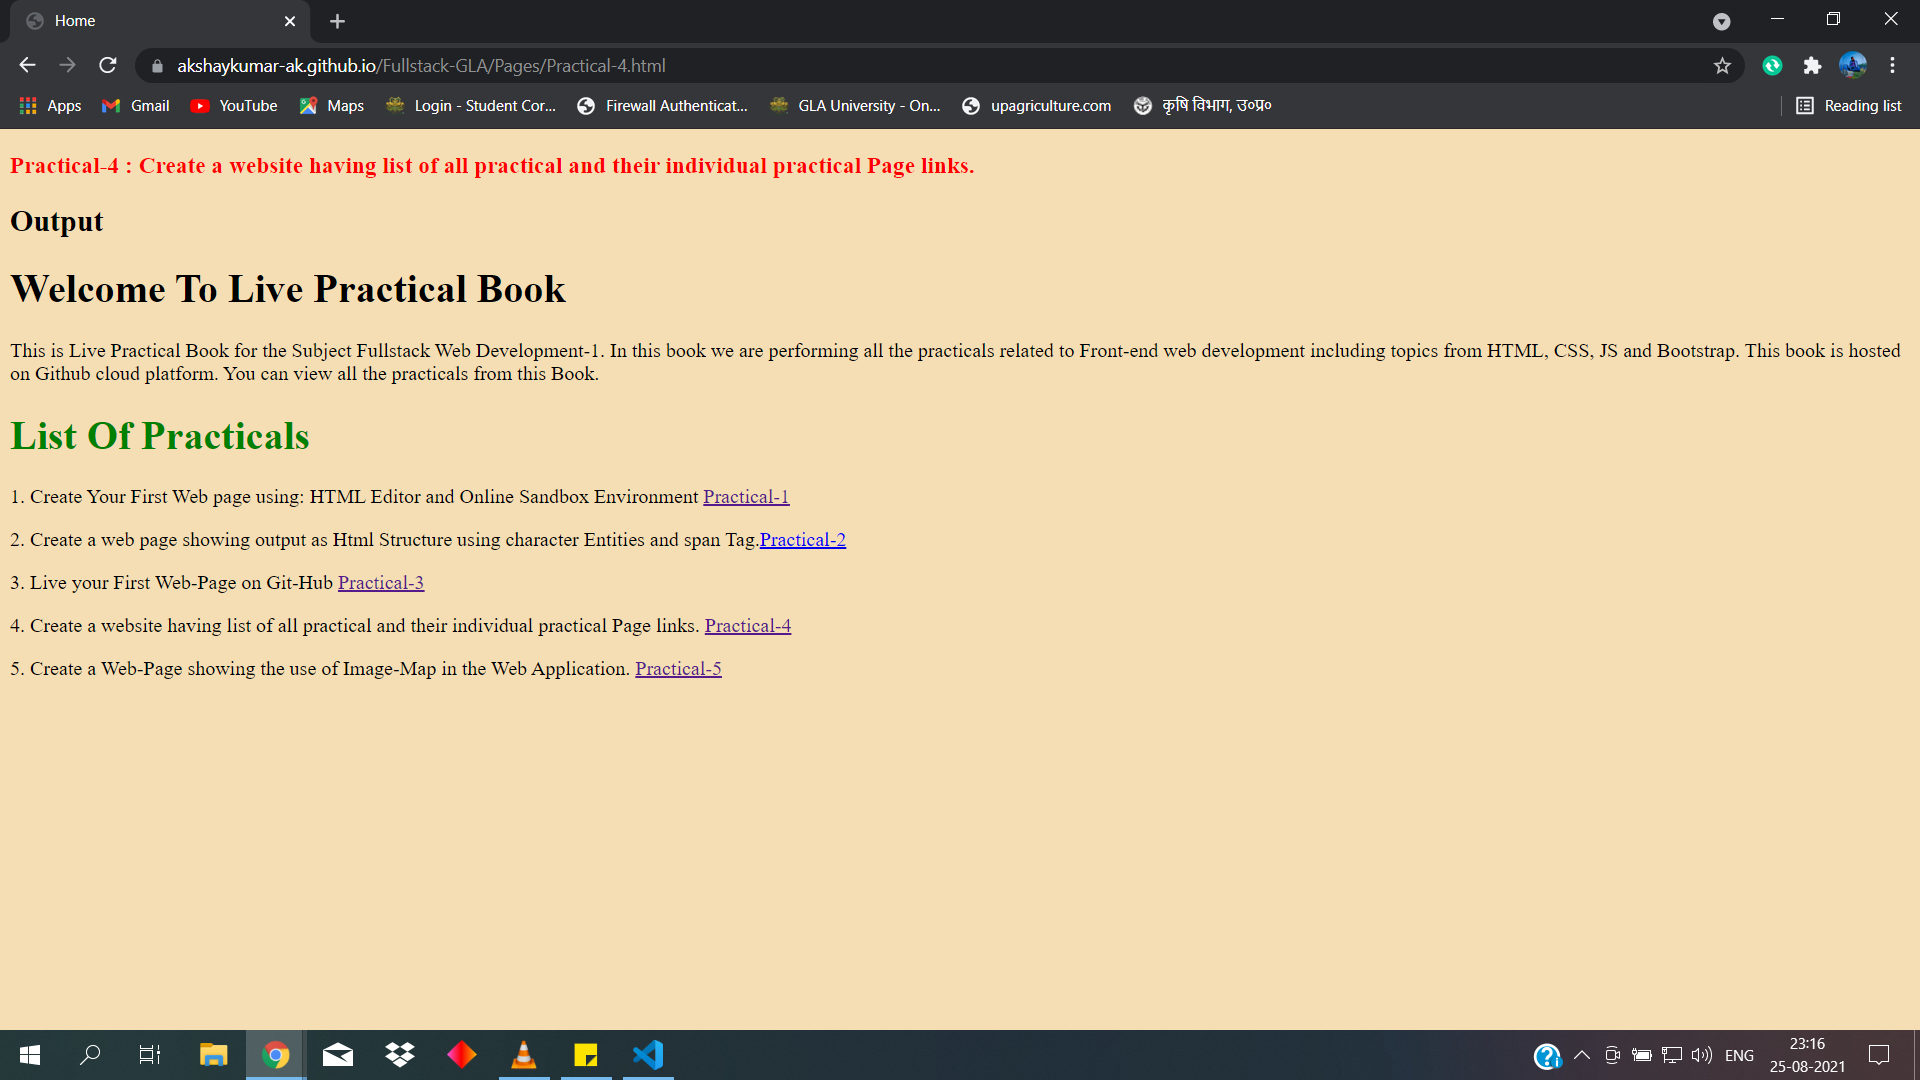 Home
akshaykumar-ak.github.io/Fullstack-GLA/Pages/Practical-4.html
Apps Gmail YouTube Maps Login - Student Cor... Firewall Authenticat... GLA University - On... upagriculture.com कृषि विभाग, उ०प्र० Reading list
Practical-4 : Create a website having list of all practical and their individual practical Page links.
Output
Welcome To Live Practical Book
This is Live Practical Book for the Subject Fullstack Web Development-1. In this book we are performing all the practicals related to Front-end web development including topics from HTML, CSS, JS and Bootstrap. This book is hosted
on Github cloud platform. You can view all the practicals from this Book.
List Of Practicals
1. Create Your First Web page using: HTML Editor and Online Sandbox Environment Practical-1
2. Create a web page showing output as Html Structure using character Entities and span Tag.Practical-2
3. Live your First Web-Page on Git-Hub Practical-3
4. Create a website having list of all practical and their individual practical Page links. Practical-4
5. Create a Web-Page showing the use of Image-Map in the Web Application. Practical-5
ENG
23:16
25-08-2021